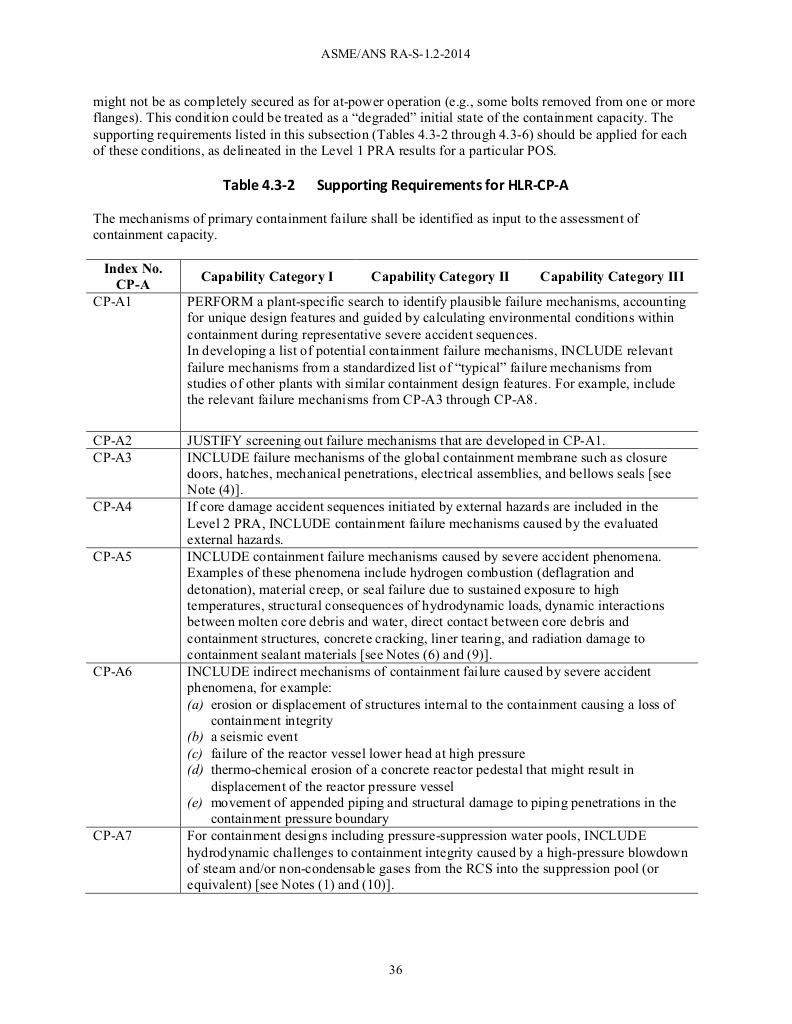 ASME/ANS RA-S-1.2-2014
might not be as completely secured as for at-power operation (e.g., some bolts removed from one or more
flanges). This condition could be treated as a “degraded” initial state of the containment capacity. The
supporting requirements listed in this subsection (Tables 4.3-2 through 4.3-6) should be applied for each
of these conditions, as delineated in the Level 1 PRA results for a particular POS.
Table 4.3-2 Supporting Requirements for HLR-CP-A
The mechanisms of primary containment failure shall be identified as input to the assessment of
containment capacity.
Index No.
CP-A
Capability Category I Capability Category II Capability Category III
CP-A1
PERFORM a plant-specific search to identify plausible failure mechanisms, accounting
for unique design features and guided by calculating environmental conditions within
containment during representative severe accident sequences.
In developing a list of potential containment failure mechanisms, INCLUDE relevant
failure mechanisms from a standardized list of “typical” failure mechanisms from
studies of other plants with similar containment design features. For example, include
the relevant failure mechanisms from CP-A3 through CP-A8.
CP-A2
JUSTIFY screening out failure mechanisms that are developed in CP-A1.
CP-A3
INCLUDE failure mechanisms of the global containment membrane such as closure
doors, hatches, mechanical penetrations, electrical assemblies, and bellows seals [see
Note (4)].
CP-A4
If core damage accident sequences initiated by external hazards are included in the
Level 2 PRA, INCLUDE containment failure mechanisms caused by the evaluated
external hazards.
CP-A5
INCLUDE containment failure mechanisms caused by severe accident phenomena.
Examples of these phenomena include hydrogen combustion (deflagration and
detonation), material creep, or seal failure due to sustained exposure to high
temperatures, structural consequences of hydrodynamic loads, dynamic interactions
between molten core debris and water, direct contact between core debris and
containment structures, concrete cracking, liner tearing, and radiation damage to
containment sealant materials [see Notes (6) and (9)].
CP-A6
INCLUDE indirect mechanisms of containment failure caused by severe accident
phenomena, for example:
(a) erosion or displacement of structures internal to the containment causing a loss of
containment integrity
(b) a seismic event
(c) failure of the reactor vessel lower head at high pressure
(d) thermo-chemical erosion of a concrete reactor pedestal that might result in
displacement of the reactor pressure vessel
(e) movement of appended piping and structural damage to piping penetrations in the
containment pressure boundary
CP-A7
For containment designs including pressure-suppression water pools, INCLUDE
hydrodynamic challenges to containment integrity caused by a high-pressure blowdown
of steam and/or non-condensable gases from the RCS into the suppression pool (or
equivalent) [see Notes (1) and (10)].
36